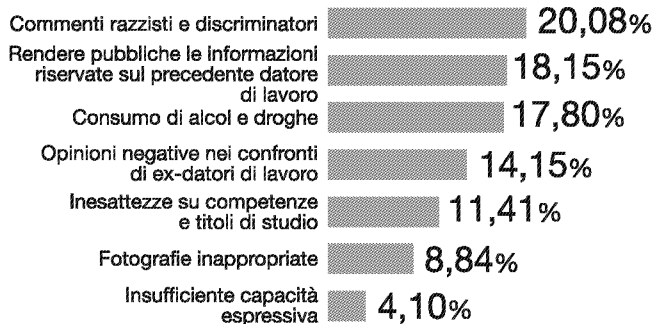 Commenti razzisti e discriminatori 20,08%
Rendere pubbliche le informazioni
riservate sul precedente datore 18,15%
di lavoro
Consumo di alcol e droghe 17,80%
Opinioni negative nei confronti
di ex-datori di lavoro 14,15%
Inesattezze su competenze
e titoli di studio 11,41%
Fotografie inappropriate 8,84%
Insufficiente capacità
espressiva 4,10%